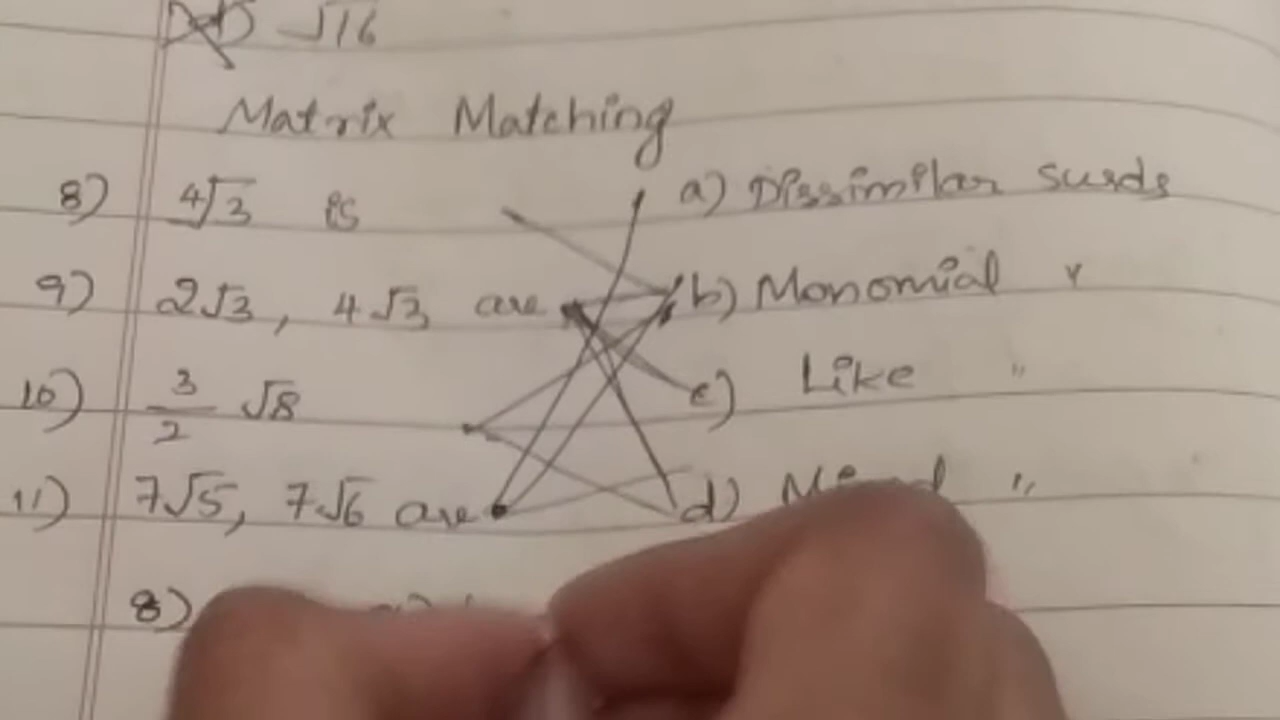 √16
Matrix Matching
8) 4√3 is a) Dissimilar surds
9) 2√3, 4√3 are b) Monomial "
10) 3/2 √8 c) Like "
11) 7√5, 7√6 are d) "
8)